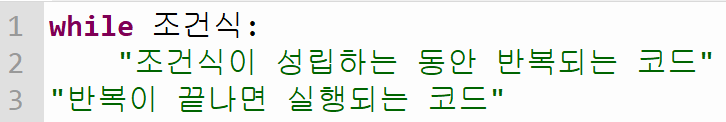 1 while 조건식:
2     "조건식이 성립하는 동안 반복되는 코드"
3 "반복이 끝나면 실행되는 코드"